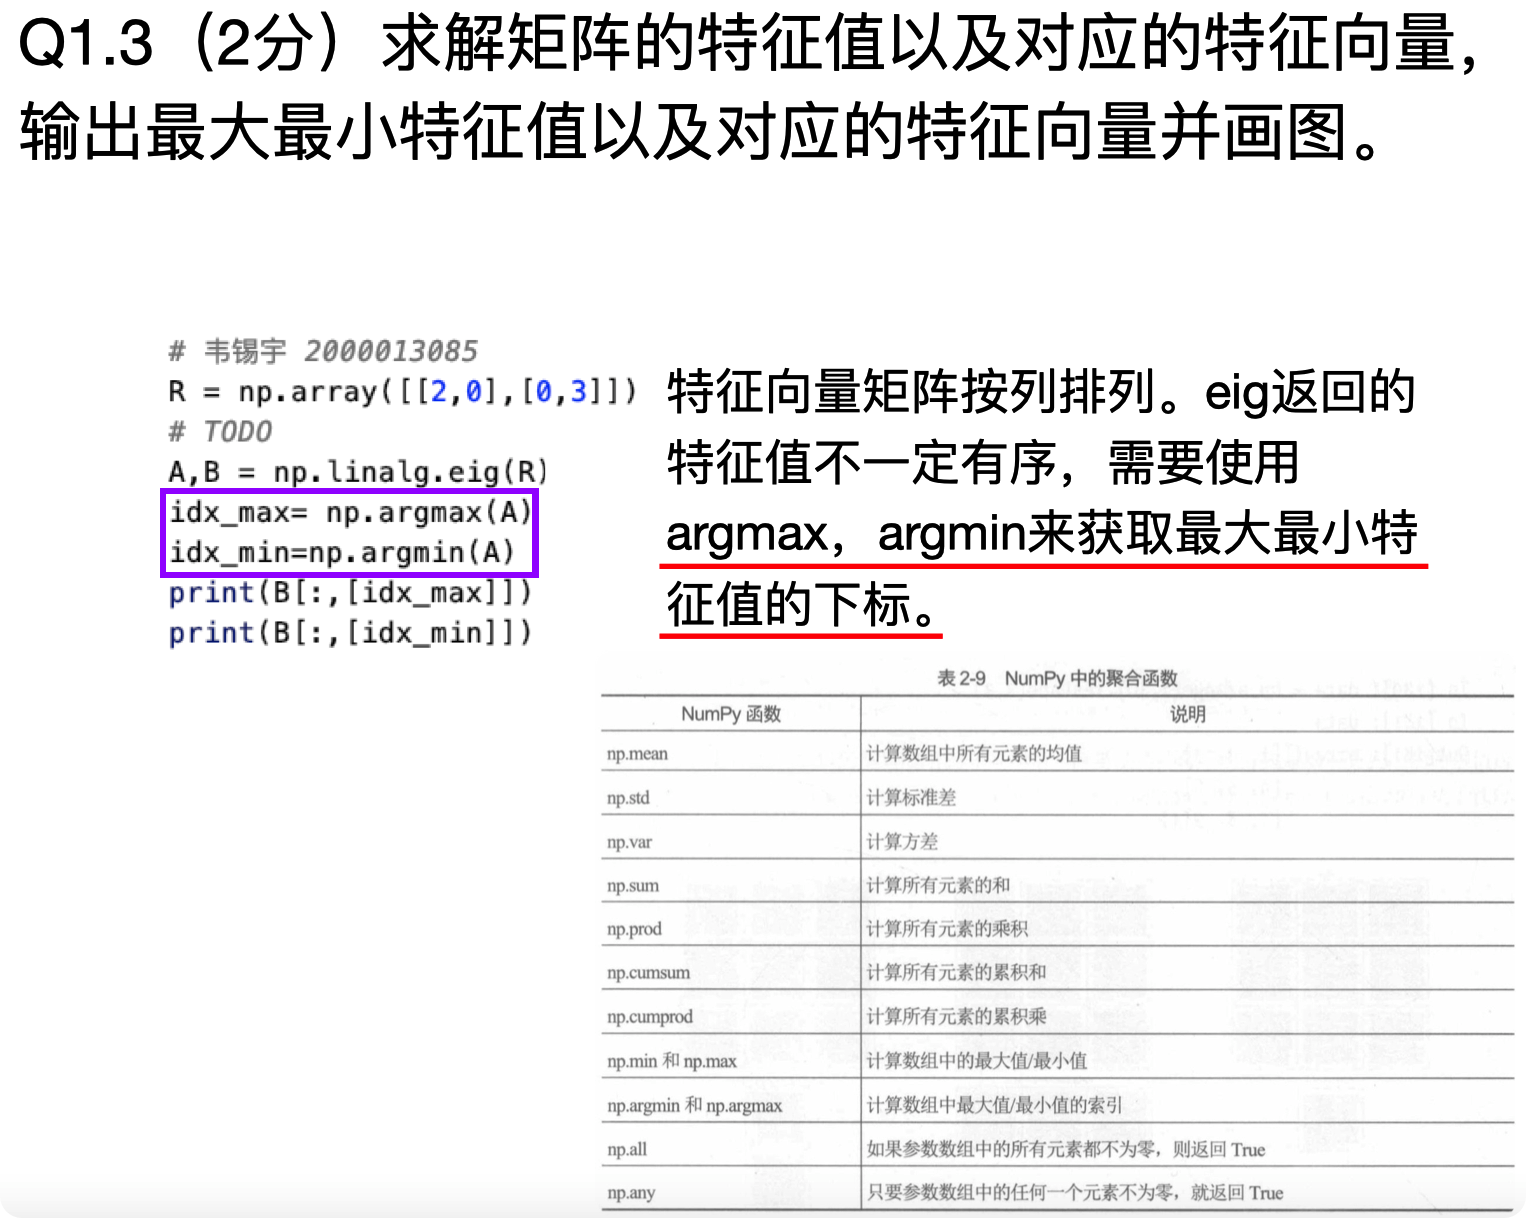 Q1.3（2分）求解矩阵的特征值以及对应的特征向量，
输出最大最小特征值以及对应的特征向量并画图。
# 韦锡宇 2000013085
R = np.array([[2,0],[0,3]])
# TODO
A,B = np.linalg.eig(R)
idx_max= np.argmax(A)
idx_min=np.argmin(A)
print(B[:,[idx_max]])
print(B[:,[idx_min]])
特征向量矩阵按列排列。eig返回的
特征值不一定有序，需要使用
argmax，argmin来获取最大最小特
征值的下标。
表 2-9 NumPy 中的聚合函数
NumPy 函数 说明
np.mean 计算数组中所有元素的均值
np.std 计算标准差
np.var 计算方差
np.sum 计算所有元素的和
np.prod 计算所有元素的乘积
np.cumsum 计算所有元素的累积和
np.cumprod 计算所有元素的累积乘
np.min 和 np.max 计算数组中的最大值/最小值
np.argmin 和 np.argmax 计算数组中最大值/最小值的索引
np.all 如果参数数组中的所有元素都不为零，则返回 True
np.any 只要参数数组中的任何一个元素不为零，就返回 True